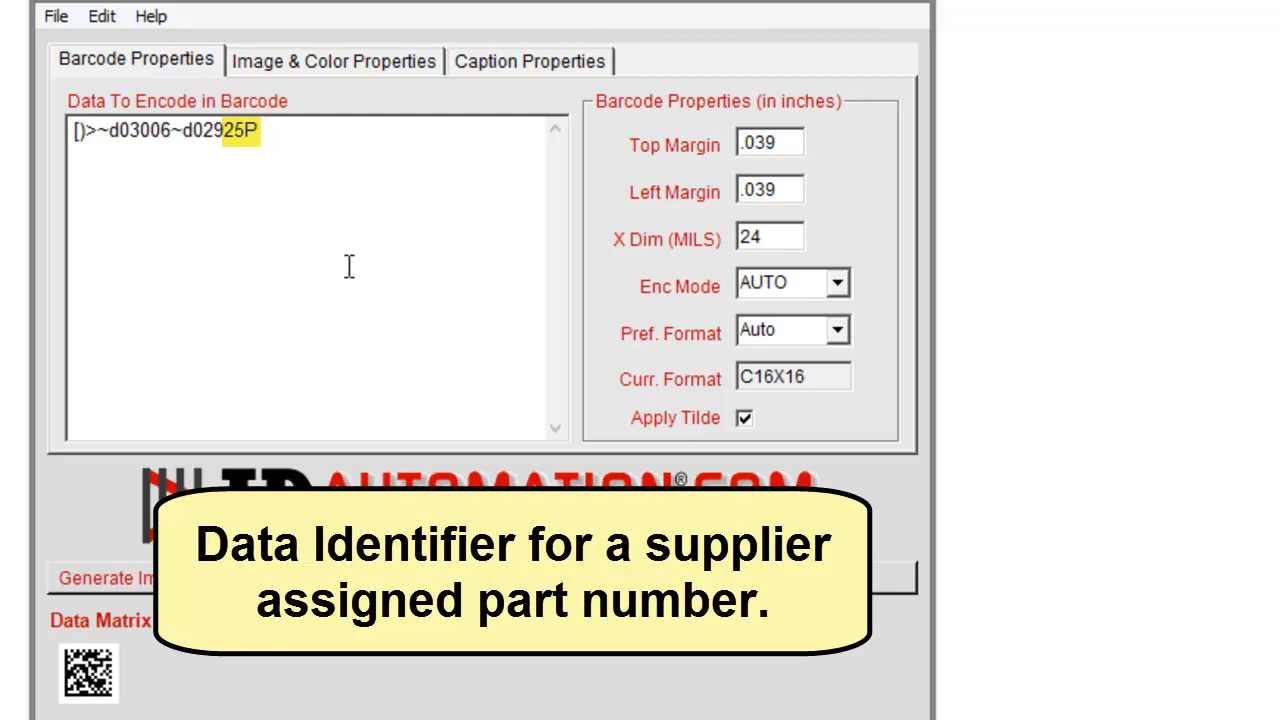 File Edit Help
Barcode Properties Image & Color Properties Caption Properties
Data To Encode in Barcode
[)>~d03006~d02925P
Barcode Properties (in inches)
Top Margin .039
Left Margin .039
X Dim (MILS) 24
Enc Mode AUTO
Pref. Format Auto
Curr. Format C16X16
Apply Tilde
IDAUTOMATION.COM®
Generate Im
Data Matrix
Data Identifier for a supplier
assigned part number.